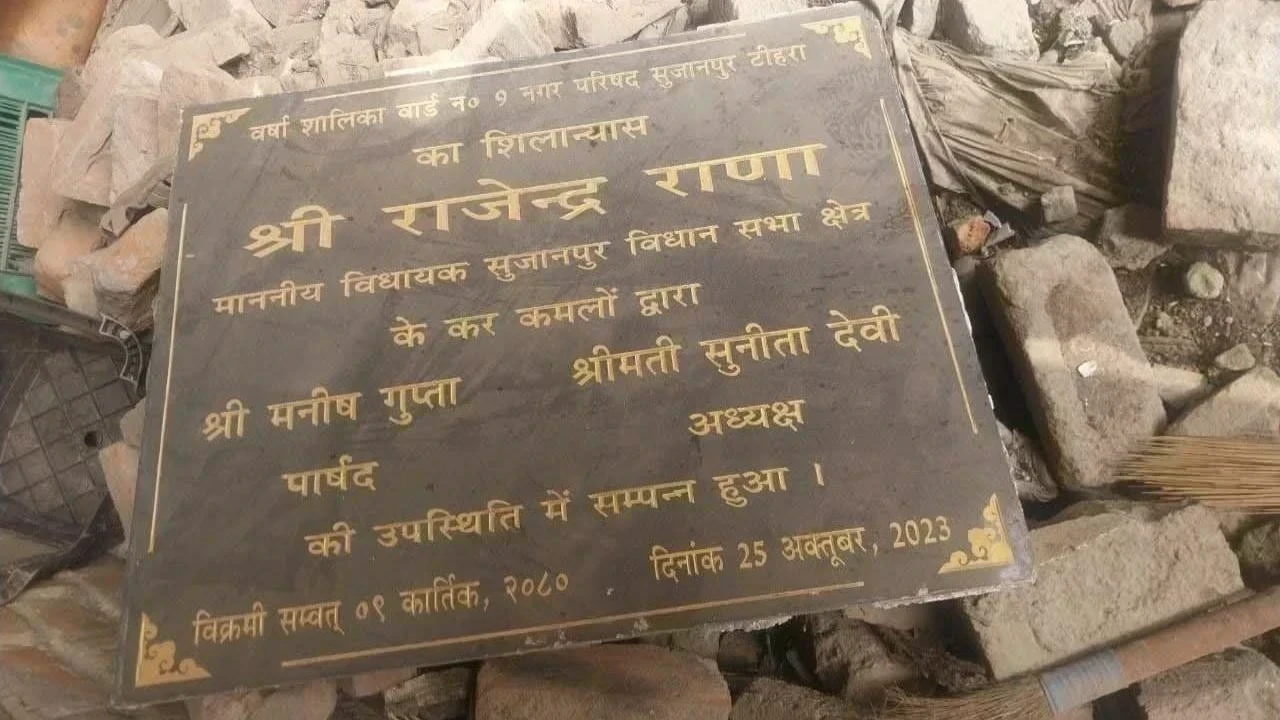 वर्षा शालिका वार्ड न० 9 नगर परिषद सुजानपुर टीहरा
का शिलान्यास
श्री राजेन्द्र राणा
माननीय विधायक सुजानपुर विधान सभा क्षेत्र
के कर कमलों द्वारा
श्री मनीष गुप्ता श्रीमती सुनीता देवी
पार्षद अध्यक्ष
की उपस्थिति में सम्पन्न हुआ ।
विक्रमी सम्वत् ०९ कार्तिक, २०८० दिनांक 25 अक्तूबर, 2023